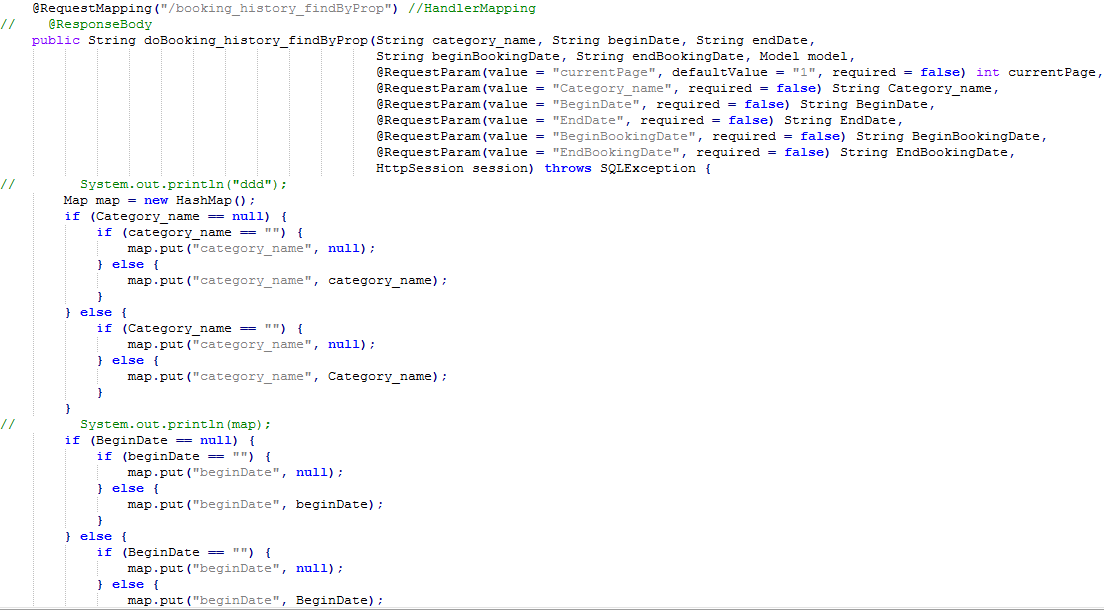 @RequestMapping("/booking_history_findByProp") //HandlerMapping
//    @ResponseBody
    public String doBooking_history_findByProp(String category_name, String beginDate, String endDate,
                                               String beginBookingDate, String endBookingDate, Model model,
                                               @RequestParam(value = "currentPage", defaultValue = "1", required = false) int currentPage,
                                               @RequestParam(value = "Category_name", required = false) String Category_name,
                                               @RequestParam(value = "BeginDate", required = false) String BeginDate,
                                               @RequestParam(value = "EndDate", required = false) String EndDate,
                                               @RequestParam(value = "BeginBookingDate", required = false) String BeginBookingDate,
                                               @RequestParam(value = "EndBookingDate", required = false) String EndBookingDate,
                                               HttpSession session) throws SQLException {
//        System.out.println("ddd");
        Map map = new HashMap();
        if (Category_name == null) {
            if (category_name == "") {
                map.put("category_name", null);
            } else {
                map.put("category_name", category_name);
            }
        } else {
            if (Category_name == "") {
                map.put("category_name", null);
            } else {
                map.put("category_name", Category_name);
            }
        }
//        System.out.println(map);
        if (BeginDate == null) {
            if (beginDate == "") {
                map.put("beginDate", null);
            } else {
                map.put("beginDate", beginDate);
            }
        } else {
            if (BeginDate == "") {
                map.put("beginDate", null);
            } else {
                map.put("beginDate", BeginDate);